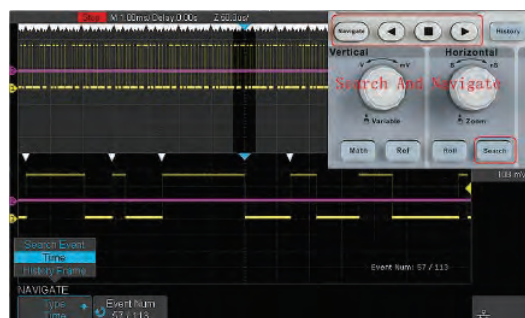 Stop M 1.00ms/ Delay:0.00s Z 50.0us/
Navigate
History
Vertical
Horizontal
V mV
S nS
Search And Navigate
Variable
Zoom
Math
Ref
Roll
Search
Search Event
Time
History Frame
Event Num: 57 / 113
NAVIGATE
Type
Time
Event Num
57 / 113